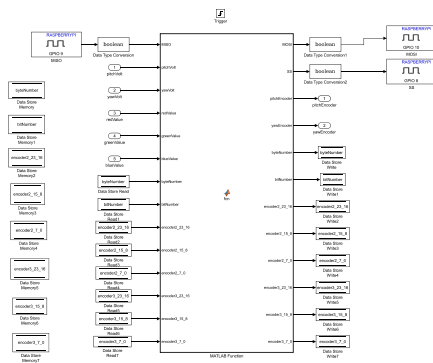 Trigger
RASPBERRYPI
GPIO 9
MISO
boolean
Data Type Conversion
MISO
1
pitchVolt
pitchVolt
2
yawVolt
yawVolt
3
redValue
redValue
4
greenValue
greenValue
5
blueValue
blueValue
byteNumber
Data Store Read
byteNumber
bitNumber
Data Store
Read1
bitNumber
encoder2_23_16
Data Store
Read2
encoder2_23_16
encoder2_15_8
Data Store
Read3
encoder2_15_8
encoder2_7_0
Data Store
Read4
encoder2_7_0
encoder3_23_16
Data Store
Read5
encoder3_23_16
encoder3_15_8
Data Store
Read6
encoder3_15_8
encoder3_7_0
Data Store
Read7
encoder3_7_0
byteNumber
Data Store
Memory
bitNumber
Data Store
Memory1
encoder2_23_16
Data Store
Memory2
encoder2_15_8
Data Store
Memory3
encoder2_7_0
Data Store
Memory4
encoder3_23_16
Data Store
Memory5
encoder3_15_8
Data Store
Memory6
encoder3_7_0
Data Store
Memory7
fcn
MATLAB Function
MOSI
boolean
Data Type Conversion1
RASPBERRYPI
GPIO 10
MOSI
SS
boolean
Data Type Conversion2
RASPBERRYPI
GPIO 8
SS
pitchEncoder
1
pitchEncoder
yawEncoder
2
yawEncoder
byteNumber
byteNumber
Data Store
Write
bitNumber
bitNumber
Data Store
Write1
encoder2_23_16
encoder2_23_16
Data Store
Write2
encoder2_15_8
encoder2_15_8
Data Store
Write3
encoder2_7_0
encoder2_7_0
Data Store
Write4
encoder3_23_16
encoder3_23_16
Data Store
Write5
encoder3_15_8
encoder3_15_8
Data Store
Write6
encoder3_7_0
encoder3_7_0
Data Store
Write7